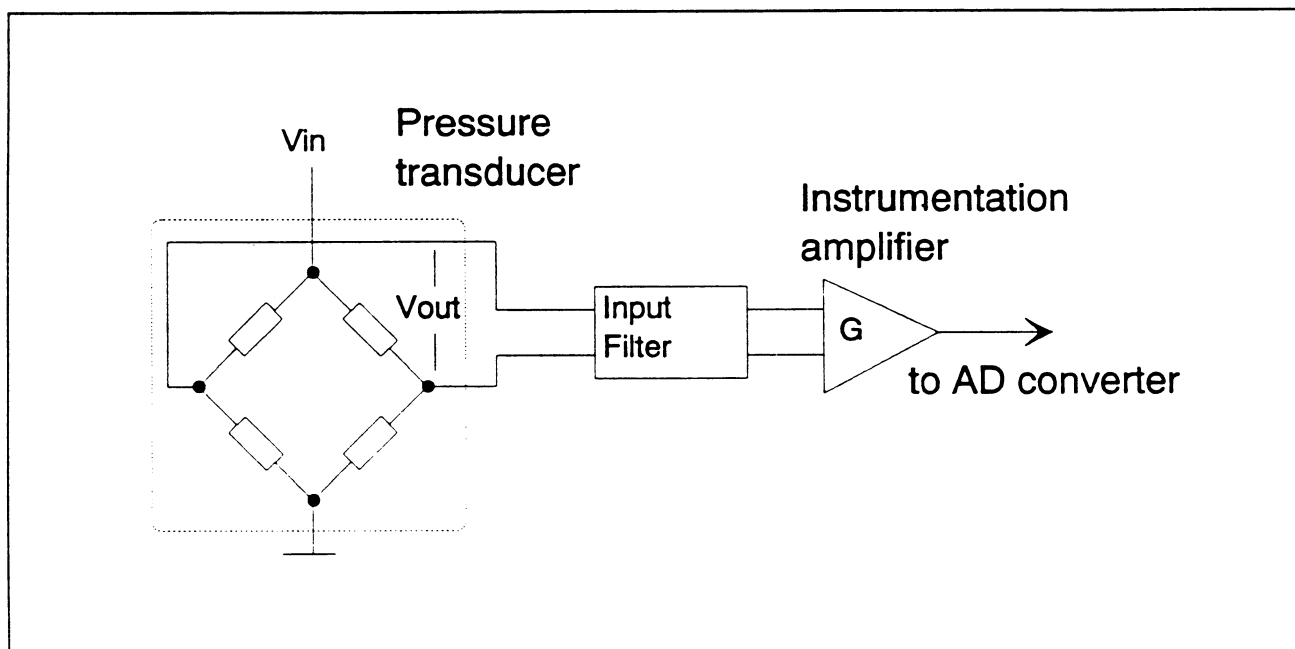 Vin
Pressure
transducer
Vout
Input
Filter
Instrumentation
amplifier
G
to AD converter